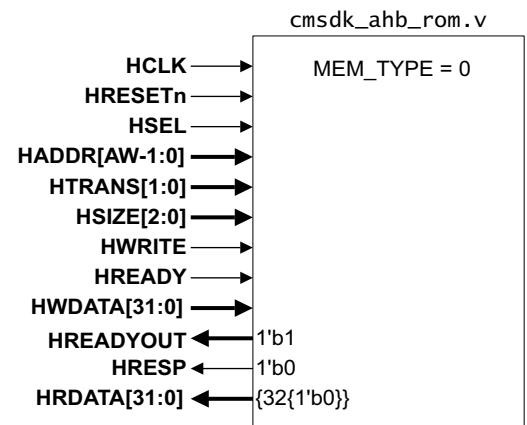 cmsdk_ahb_rom.v
MEM_TYPE = 0
HCLK
HRESETn
HSEL
HADDR[AW-1:0]
HTRANS[1:0]
HSIZE[2:0]
HWRITE
HREADY
HWDATA[31:0]
HREADYOUT 1'b1
HRESP 1'b0
HRDATA[31:0] {32{1'b0}}